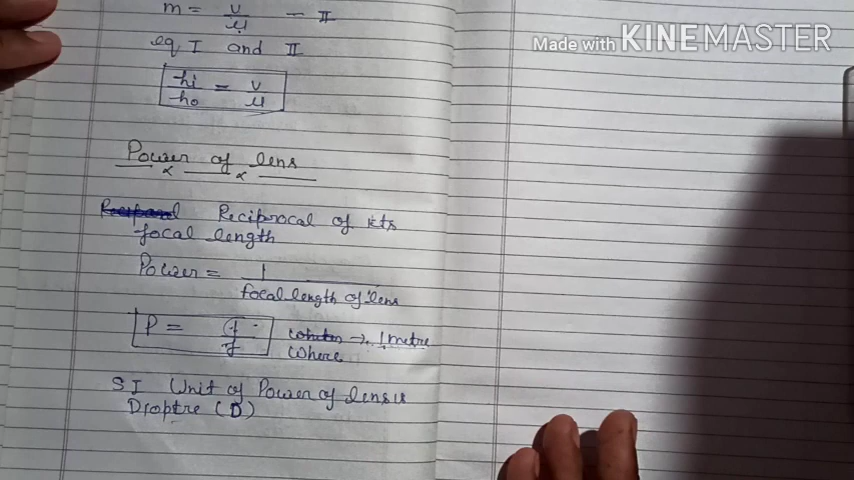 m = v/u — II
Made with KINEMASTER
eq I and II
hi/ho = v/u
Power of lens
Reciprocal of its
focal length
Power = 1/focal length of lens
P = 1/f → 1 metre
where
SI Unit of Power of lens is
Dioptre (D)